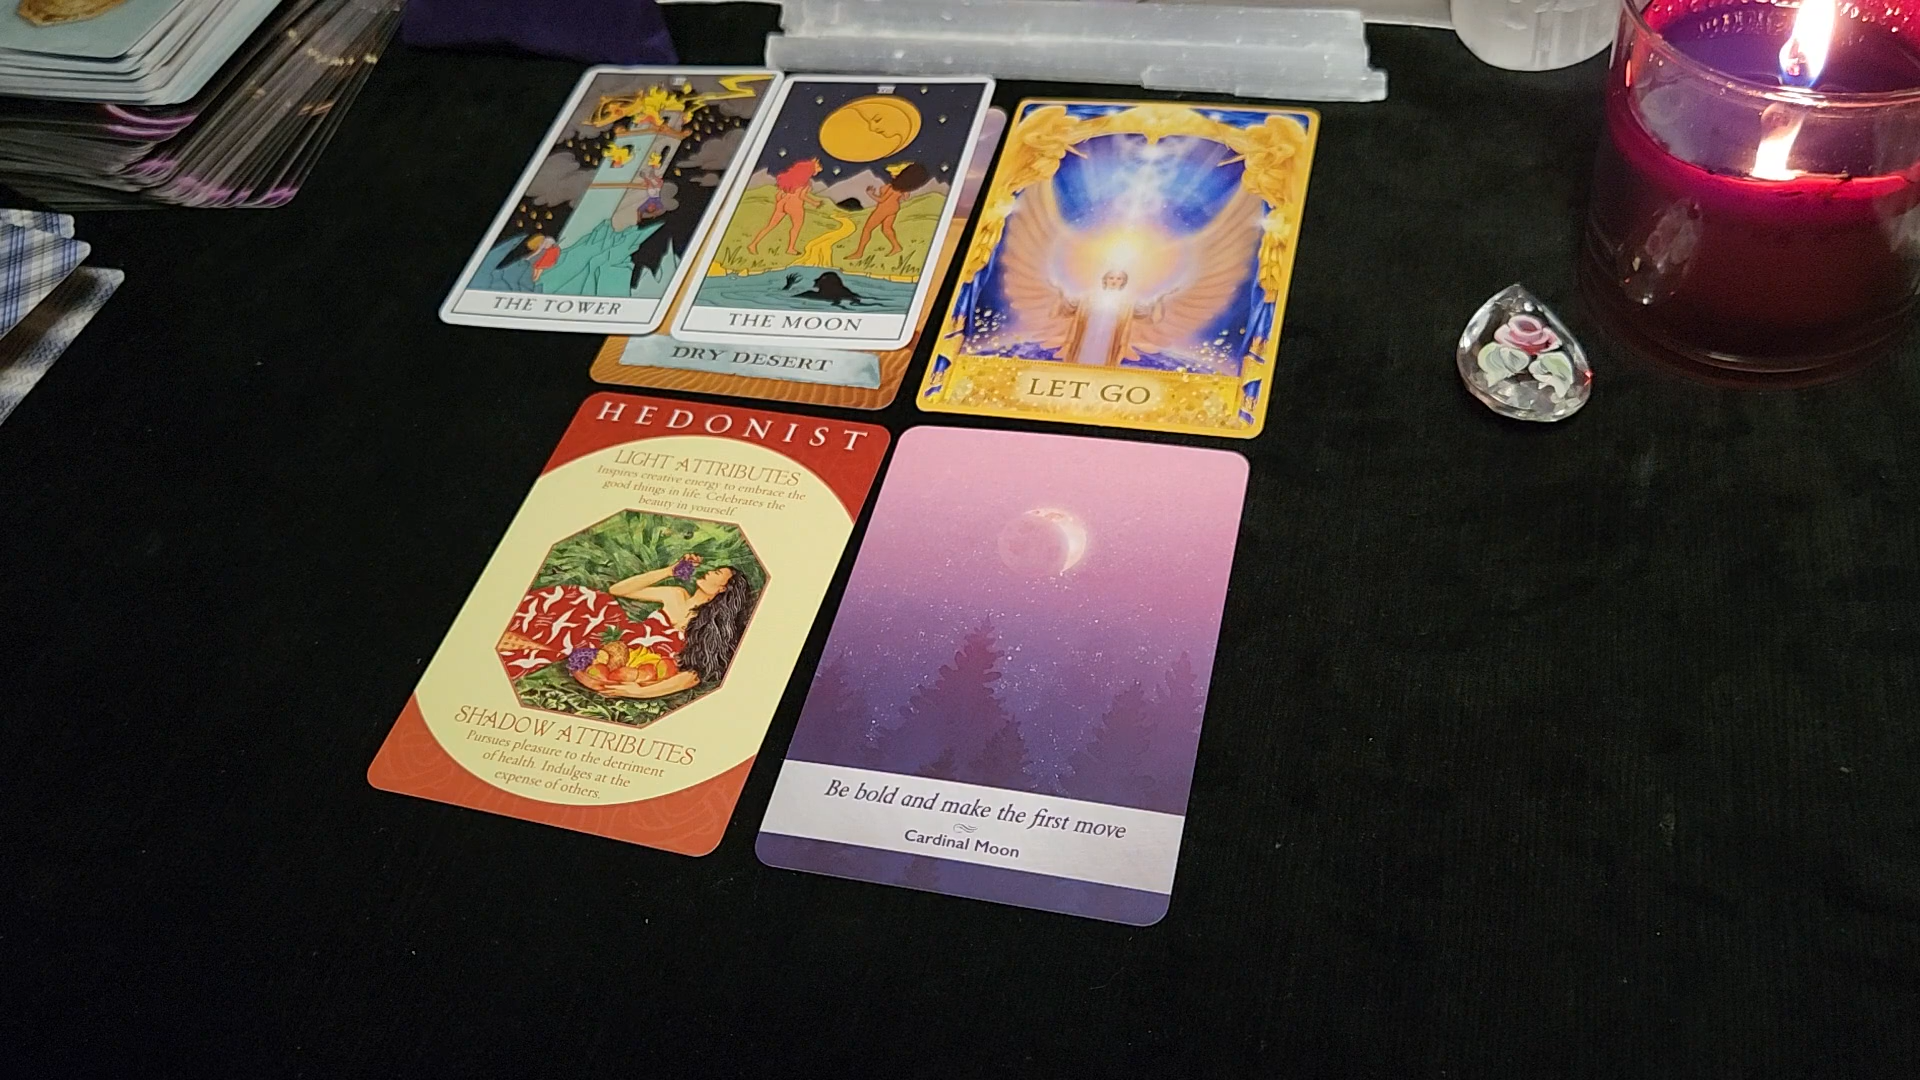 THE TOWER
XVIII
THE MOON
DRY DESERT
LET GO
HEDONIST
LIGHT ATTRIBUTES
Inspires creative energy to embrace the
good things in life. Celebrates the
beauty in yourself
SHADOW ATTRIBUTES
Pursues pleasure to the detriment
of health. Indulges at the
expense of others.
Be bold and make the first move
Cardinal Moon